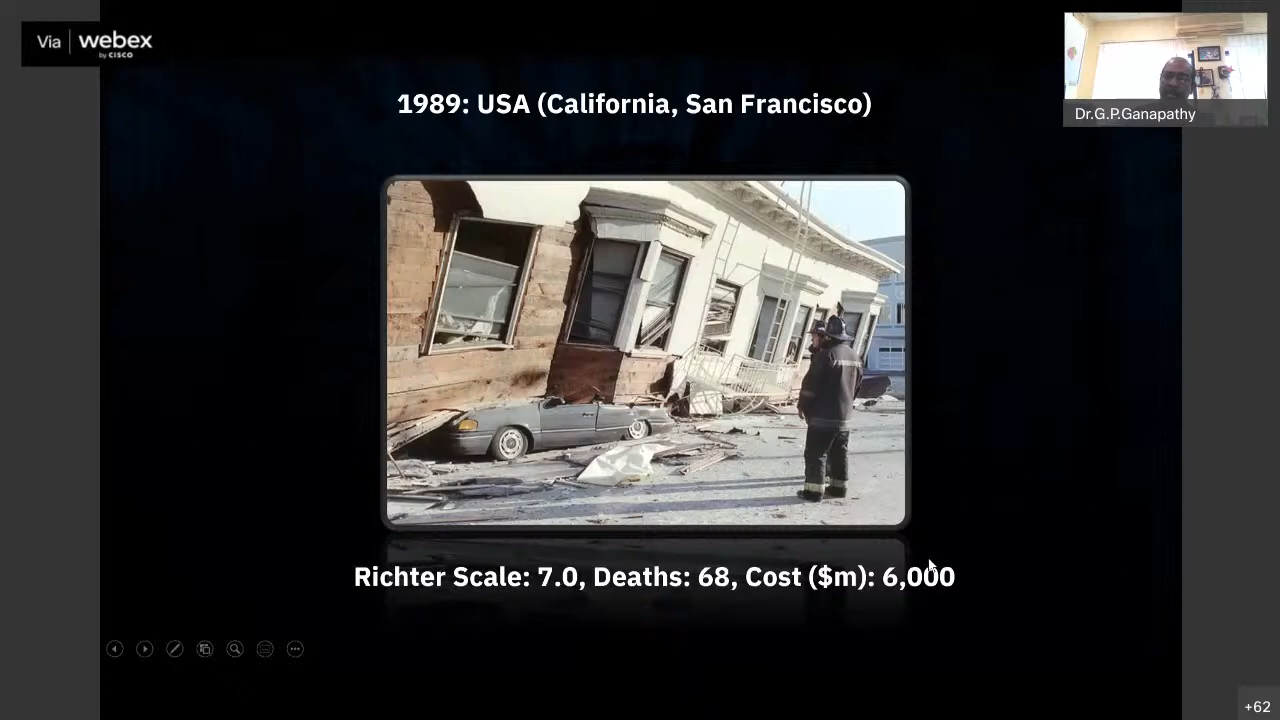 Via webex
by CISCO
Dr.G.P.Ganapathy
1989: USA (California, San Francisco)
Richter Scale: 7.0, Deaths: 68, Cost ($m): 6,000
+62